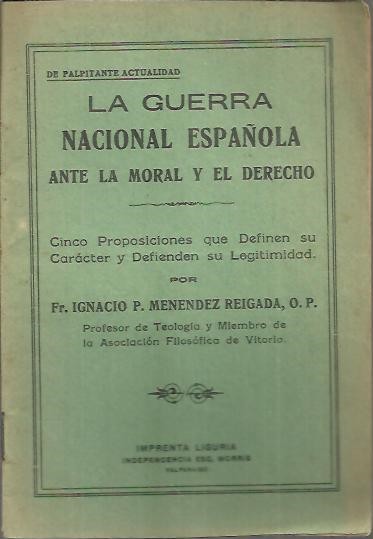 DE PALPITANTE ACTUALIDAD
LA GUERRA
NACIONAL ESPAÑOLA
ANTE LA MORAL Y EL DERECHO
Cinco Proposiciones que Definen su
Carácter y Defienden su Legitimidad.
POR
Fr. IGNACIO P. MENENDEZ REIGADA, O. P.
Profesor de Teología y Miembro de
la Asociación Filosófica de Vitoria.
IMPRENTA LIGURIA
INDEPENDENCIA ESQ. MORRIS
VALPARAISO